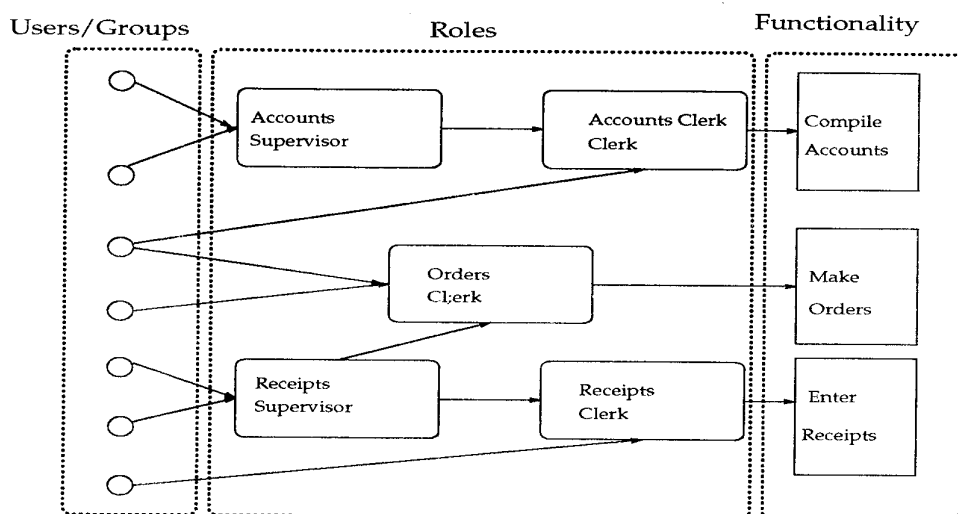 Users/Groups
Roles
Functionality
Accounts
Supervisor
Accounts Clerk
Clerk
Compile
Accounts
Orders
Cl;erk
Make
Orders
Receipts
Supervisor
Receipts
Clerk
Enter
Receipts